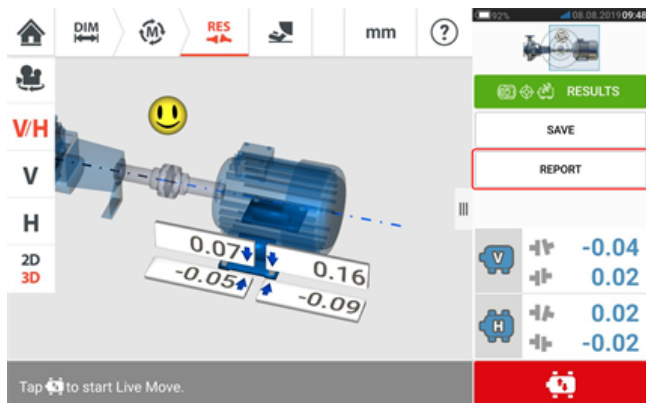 DIM
M
RES
mm
?
92%
08.08.2019 09:48
RESULTS
SAVE
REPORT
V/H
V
H
2D
3D
0.07
0.16
-0.05
-0.09
V
-0.04
0.02
H
0.02
-0.02
Tap to start Live Move.